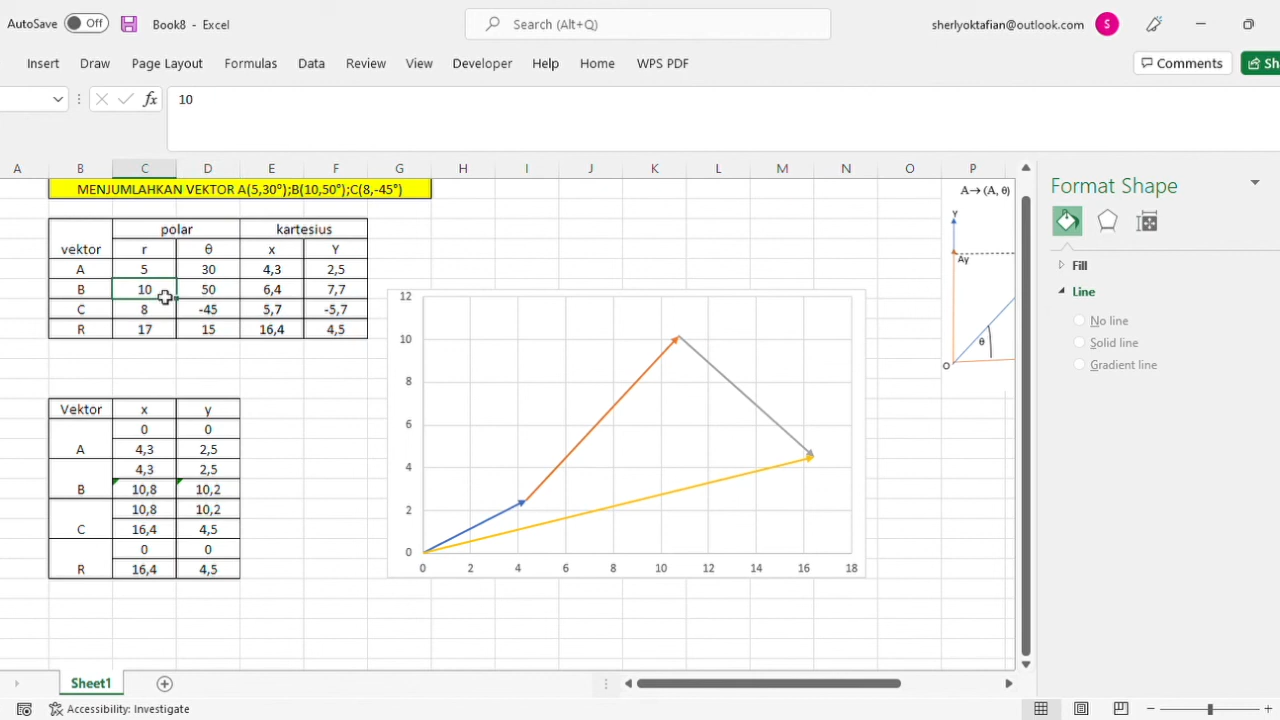 AutoSave Off Book8 - Excel Search (Alt+Q) sherlyoktafian@outlook.com S
Insert Draw Page Layout Formulas Data Review View Developer Help Home WPS PDF Comments Sh
fx 10
A B C D E F G H I J K L M N O P
MENJUMLAHKAN VEKTOR A(5,30°);B(10,50°);C(8,-45°)
vektor polar kartesius
r θ x Y
A 5 30 4,3 2,5
B 10 50 6,4 7,7
C 8 -45 5,7 -5,7
R 17 15 16,4 4,5
Vektor x y
0 0
A 4,3 2,5
4,3 2,5
B 10,8 10,2
10,8 10,2
C 16,4 4,5
0 0
R 16,4 4,5
12
10
8
6
4
2
0
0 2 4 6 8 10 12 14 16 18
A→(A, θ)
Y
Ay
θ
O
Format Shape
Fill
Line
No line
Solid line
Gradient line
Sheet1
Accessibility: Investigate